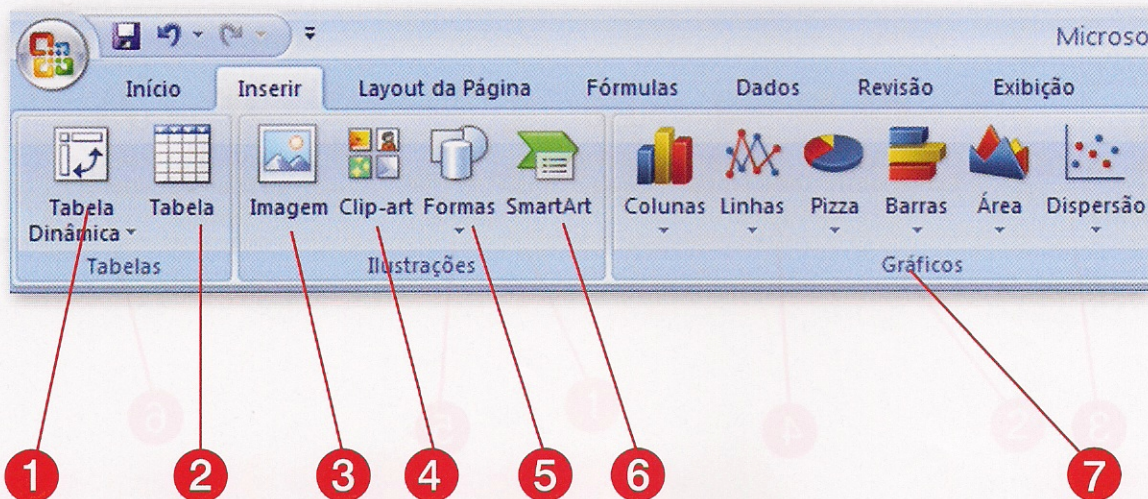 Microso
Início Inserir Layout da Página Fórmulas Dados Revisão Exibição
Tabela Dinâmica Tabela Imagem Clip-art Formas SmartArt Colunas Linhas Pizza Barras Área Dispersão
Tabelas Ilustrações Gráficos
1 2 3 4 5 6 7